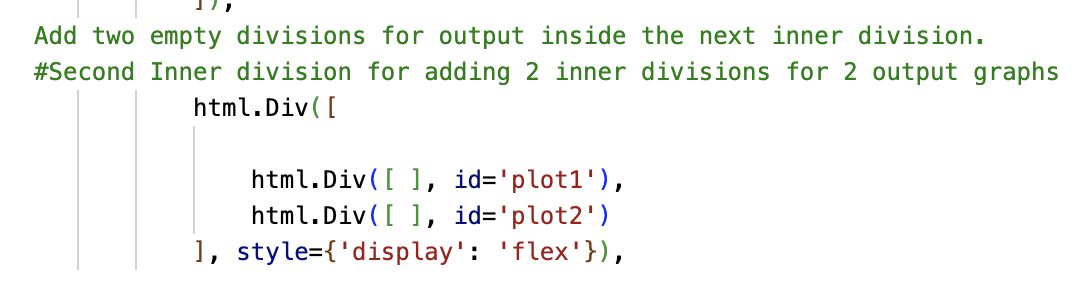 ]),
Add two empty divisions for output inside the next inner division.
#Second Inner division for adding 2 inner divisions for 2 output graphs
html.Div([
html.Div([ ], id='plot1'),
html.Div([ ], id='plot2')
], style={'display': 'flex'}),